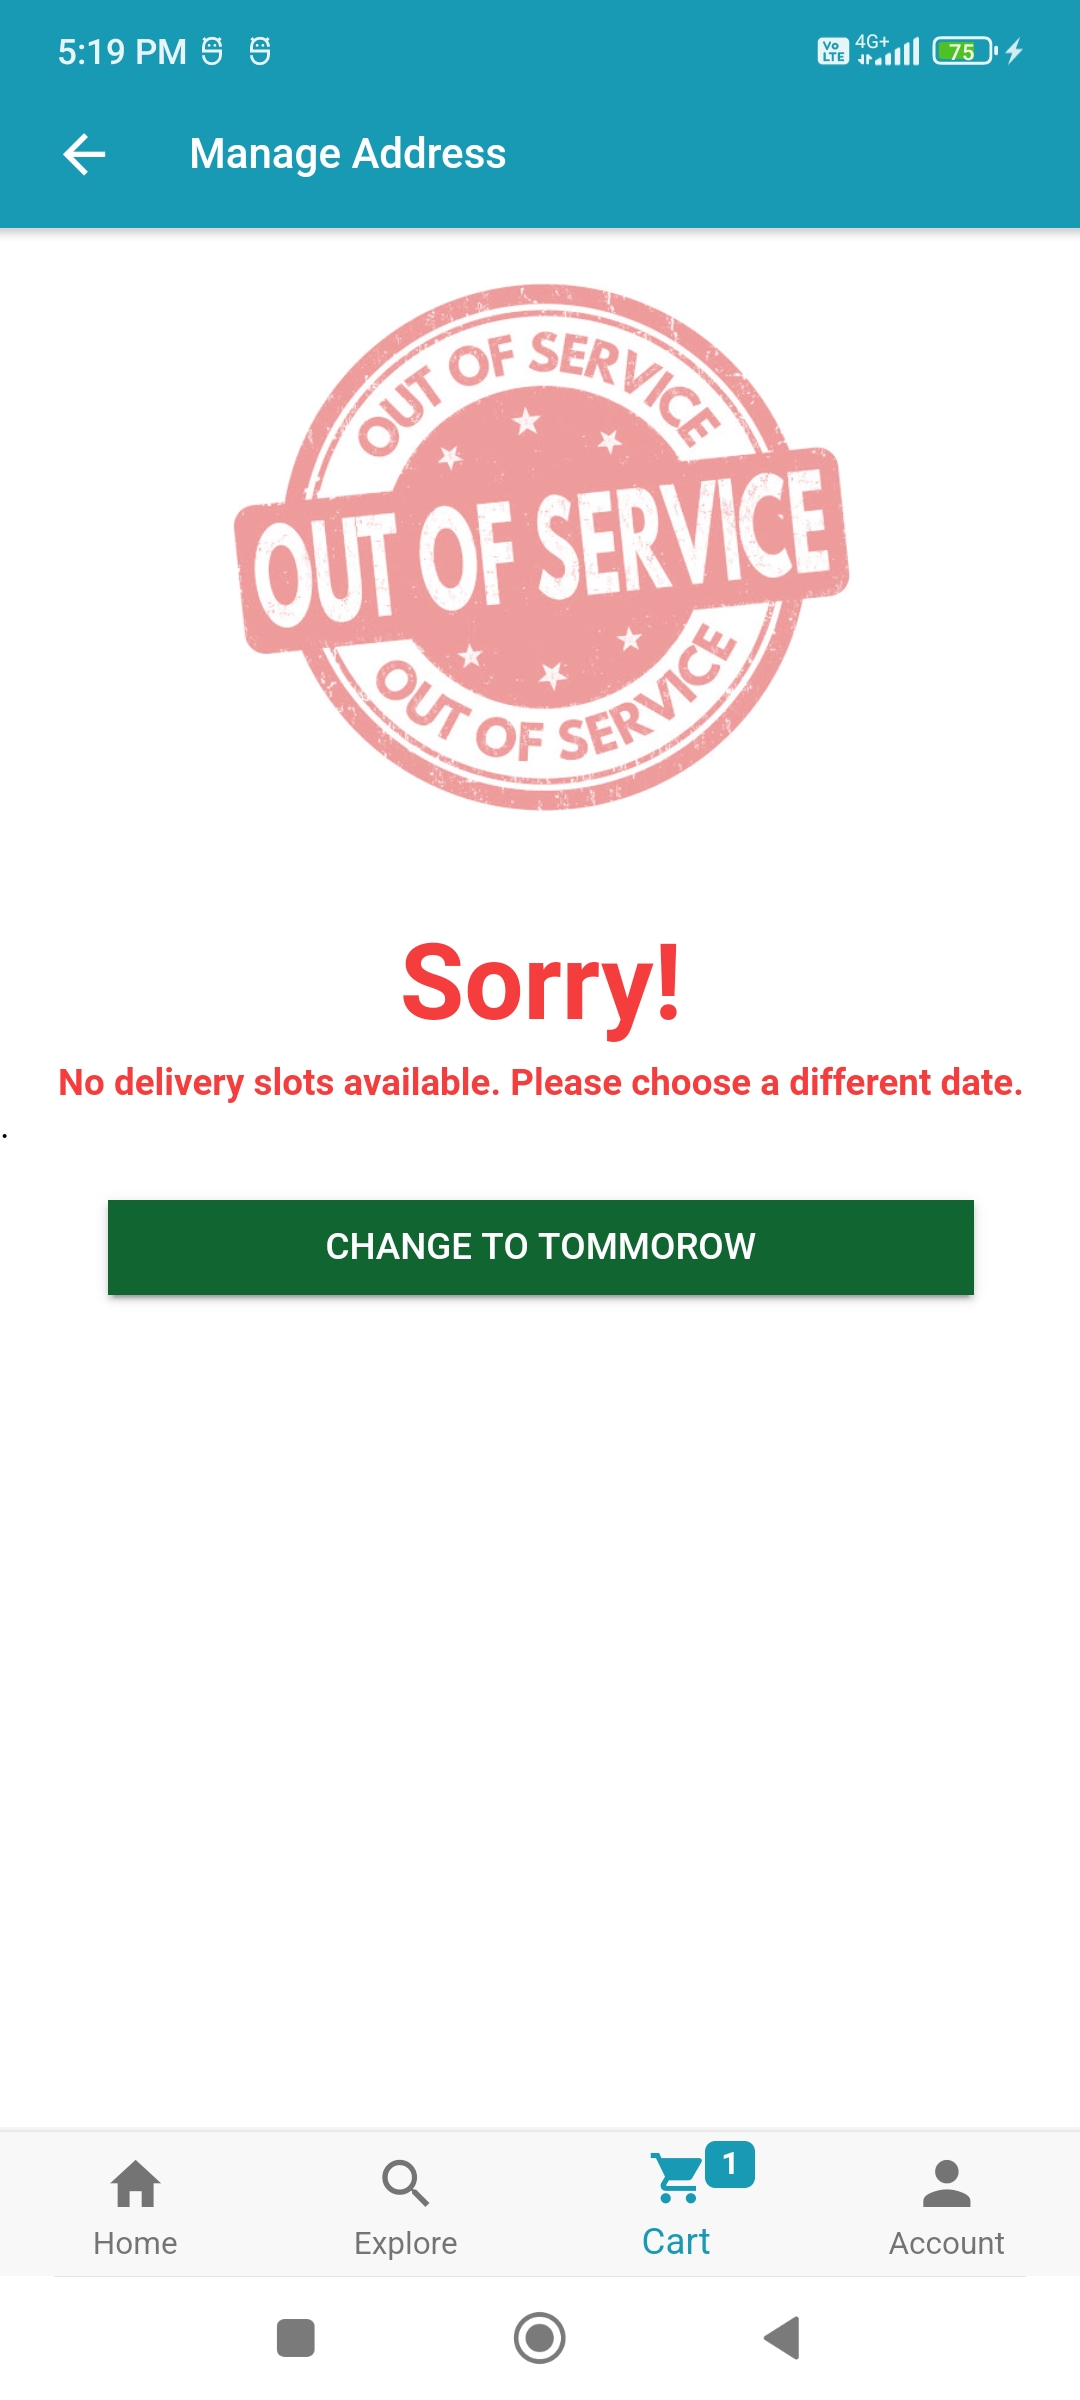 5:19 PM
Vo LTE 4G+ 75
Manage Address
OUT OF SERVICE
OUT OF SERVICE
OUT OF SERVICE
Sorry!
No delivery slots available. Please choose a different date.
.
CHANGE TO TOMMOROW
1
Home Explore Cart Account